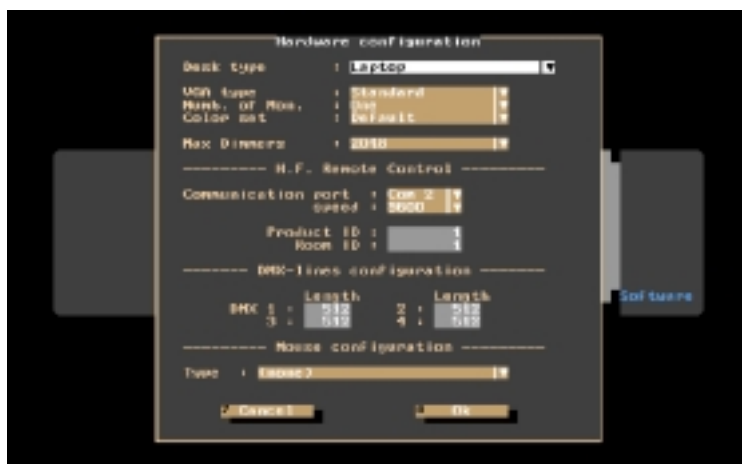 Hardware configuration
Desk type : Laptop
VGA type : Standard
Numb. of Mon. : One
Color set : Default
Max Dimmers : 2048
H.F. Remote Control
Communication port : Com 2
speed : 9600
Product ID : 1
Room ID : 1
DMX-lines configuration
Length Length
DMX 1 : 512 2 : 512
3 : 512 4 : 512
Software
Mouse configuration
Type : (none)
Cancel Ok